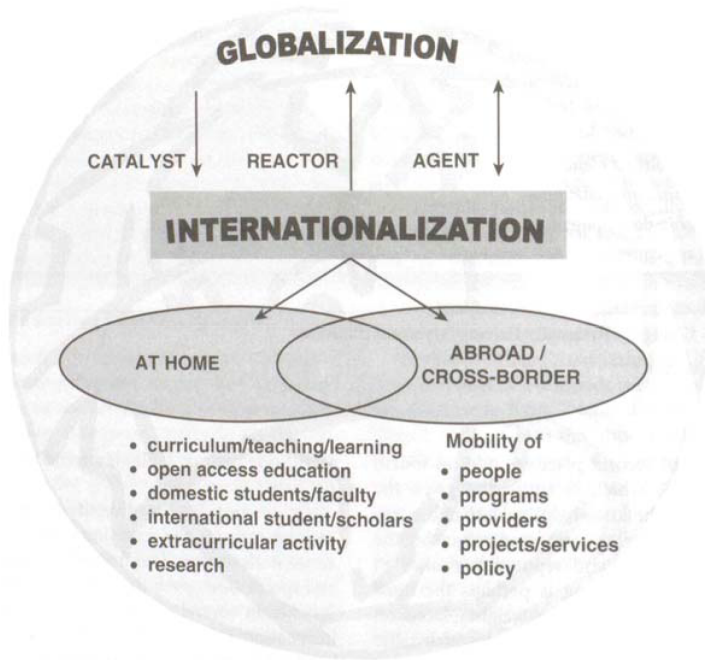 GLOBALIZATION
CATALYST REACTOR AGENT
INTERNATIONALIZATION
AT HOME
ABROAD /
CROSS-BORDER
• curriculum/teaching/learning
• open access education
• domestic students/faculty
• international student/scholars
• extracurricular activity
• research
Mobility of
• people
• programs
• providers
• projects/services
• policy